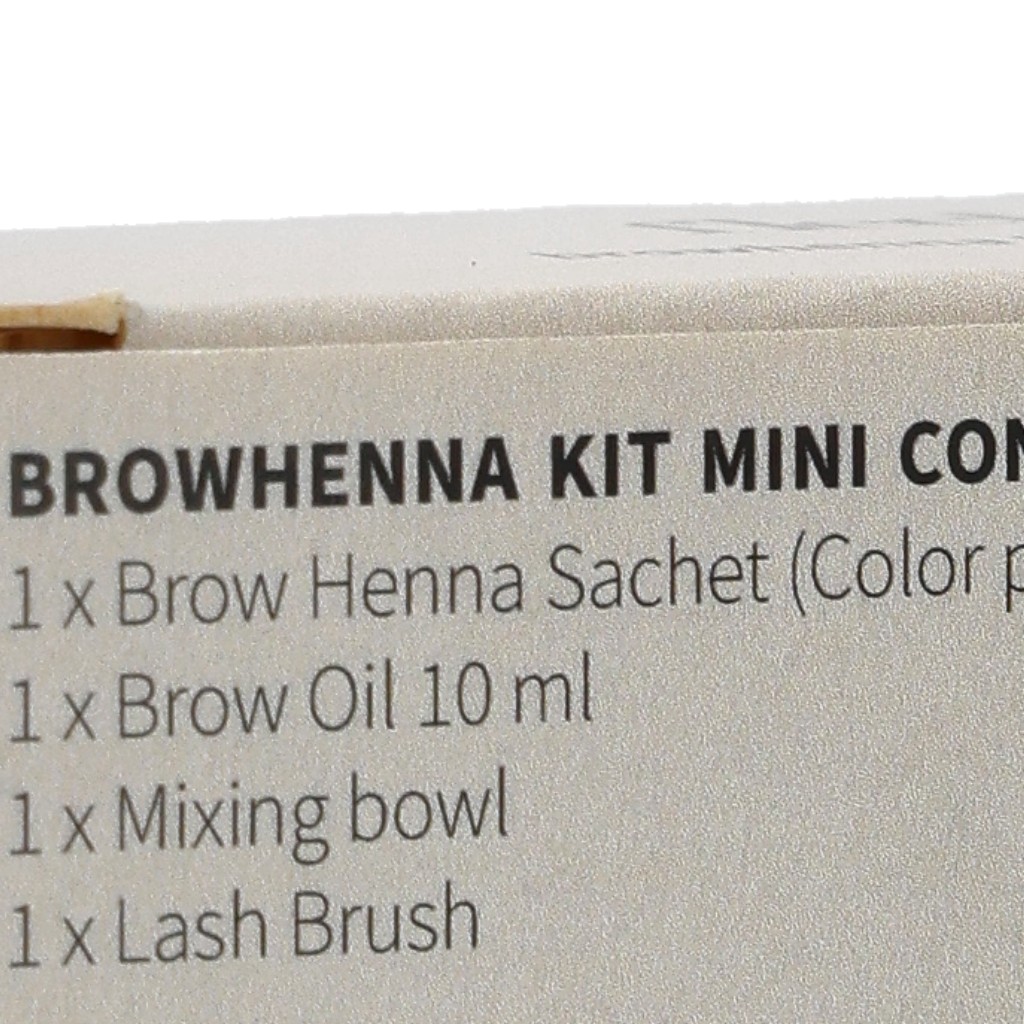 BROWHENNA KIT MINI CON
1 x Brow Henna Sachet (Color p
1 x Brow Oil 10 ml
1 x Mixing bowl
1 x Lash Brush